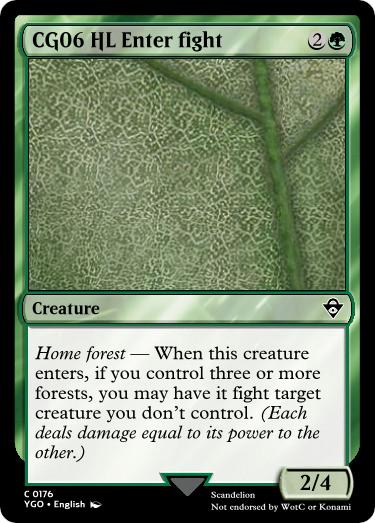 CG06 HL Enter fight 2
Creature
Home forest — When this creature
enters, if you control three or more
forests, you may have it fight target
creature you don't control. (Each
deals damage equal to its power to the
other.)
2/4
C 0176
YGO • English
Scandelion
Not endorsed by WotC or Konami